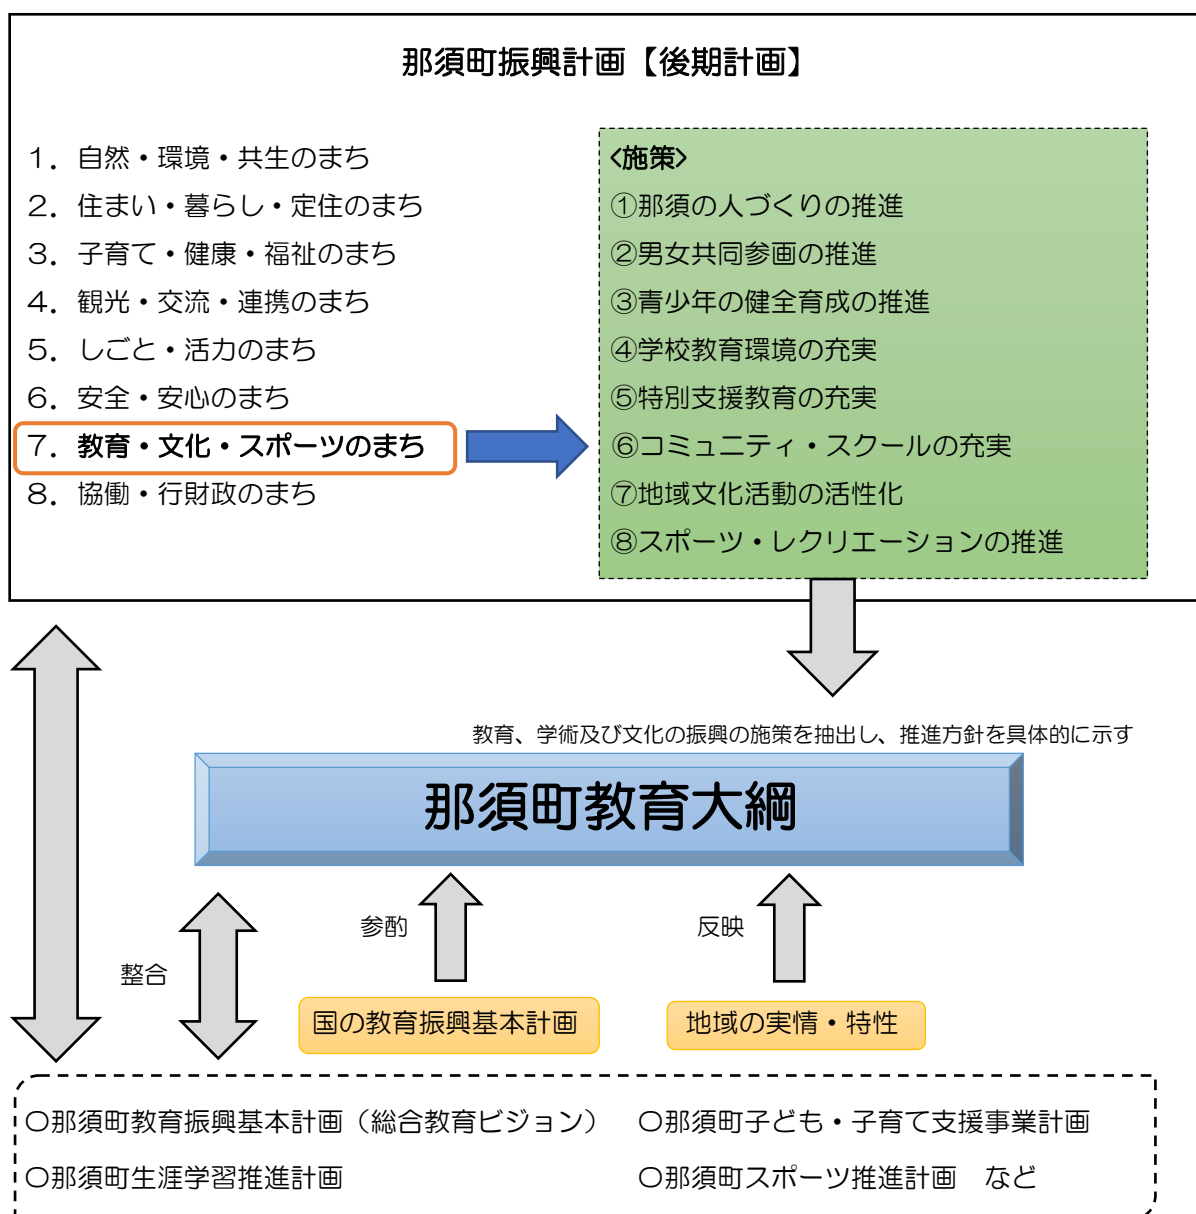 那須町振興計画【後期計画】
１．自然・環境・共生のまち
２．住まい・暮らし・定住のまち
３．子育て・健康・福祉のまち
４．観光・交流・連携のまち
５．しごと・活力のまち
６．安全・安心のまち
７．教育・文化・スポーツのまち
８．協働・行財政のまち
<施策>
①那須の人づくりの推進
②男女共同参画の推進
③青少年の健全育成の推進
④学校教育環境の充実
⑤特別支援教育の充実
⑥コミュニティ・スクールの充実
⑦地域文化活動の活性化
⑧スポーツ・レクリエーションの推進
教育、学術及び文化の振興の施策を抽出し、推進方針を具体的に示す
那須町教育大綱
参酌
反映
整合
国の教育振興基本計画
地域の実情・特性
〇那須町教育振興基本計画（総合教育ビジョン）
〇那須町子ども・子育て支援事業計画
〇那須町生涯学習推進計画
〇那須町スポーツ推進計画　など